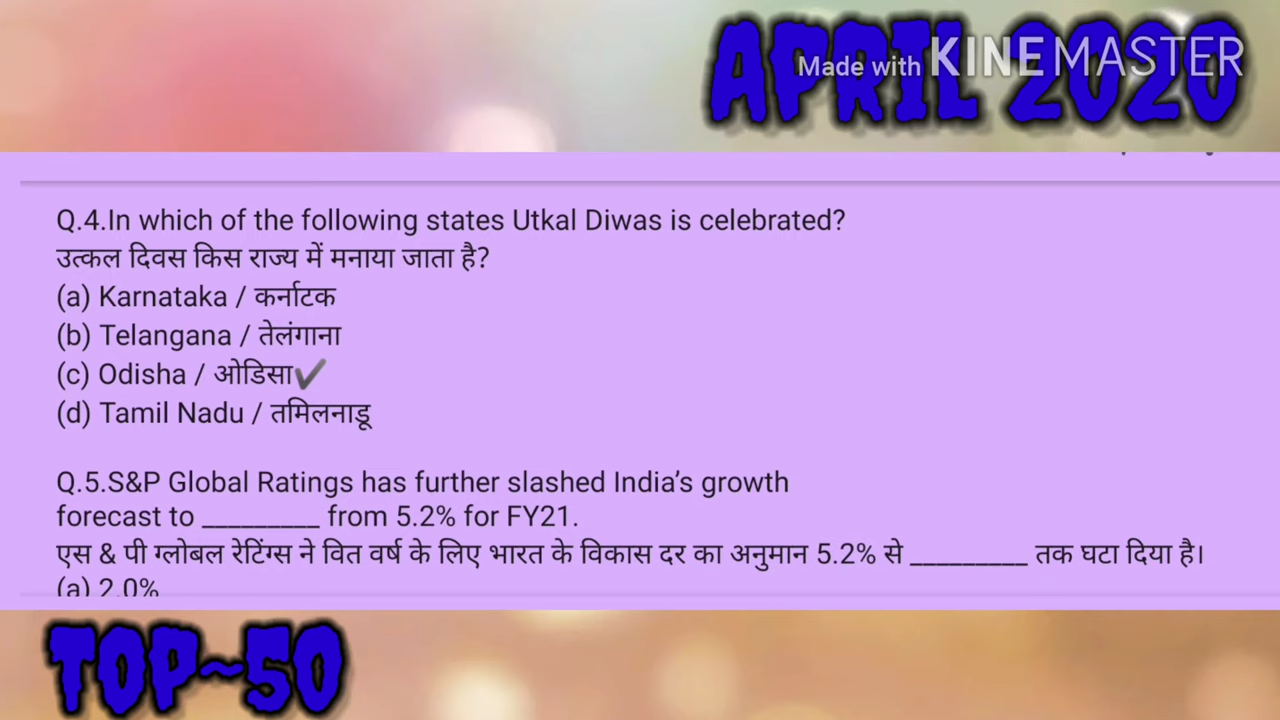 APRIL 2020
Made with KINEMASTER
Q.4.In which of the following states Utkal Diwas is celebrated?
उत्कल दिवस किस राज्य में मनाया जाता है?
(a) Karnataka / कर्नाटक
(b) Telangana / तेलंगाना
(c) Odisha / ओडिसा✔
(d) Tamil Nadu / तमिलनाडू
Q.5.S&P Global Ratings has further slashed India’s growth
forecast to _________ from 5.2% for FY21.
एस & पी ग्लोबल रेटिंग्स ने वित वर्ष के लिए भारत के विकास दर का अनुमान 5.2% से _________ तक घटा दिया है।
(a) 2.0%
TOP~50